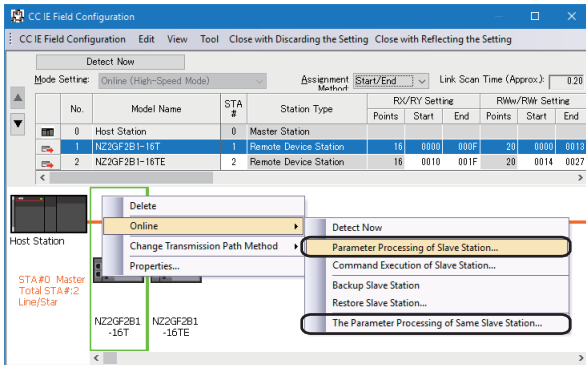 CC IE Field Configuration
CC IE Field Configuration Edit View Tool Close with Discarding the Setting Close with Reflecting the Setting
Detect Now
Mode Setting: Online (High-Speed Mode) Assignment Method: Start/End Link Scan Time (Approx.): 0.20
No. Model Name STA # Station Type RX/RY Setting RWw/RWr Setting
Points Start End Points Start End
0 Host Station 0 Master Station
1 NZ2GF2B1-16T 1 Remote Device Station 16 0000 000F 20 0000 0013
2 NZ2GF2B1-16TE 2 Remote Device Station 16 0010 001F 20 0014 0027
Delete
Online
Change Transmission Path Method
Properties...
Detect Now
Parameter Processing of Slave Station...
Command Execution of Slave Station...
Backup Slave Station
Restore Slave Station...
The Parameter Processing of Same Slave Station...
Host Station
STA#0 Master
Total STA#:2
Line/Star
NZ2GF2B1
-16T
NZ2GF2B1
-16TE